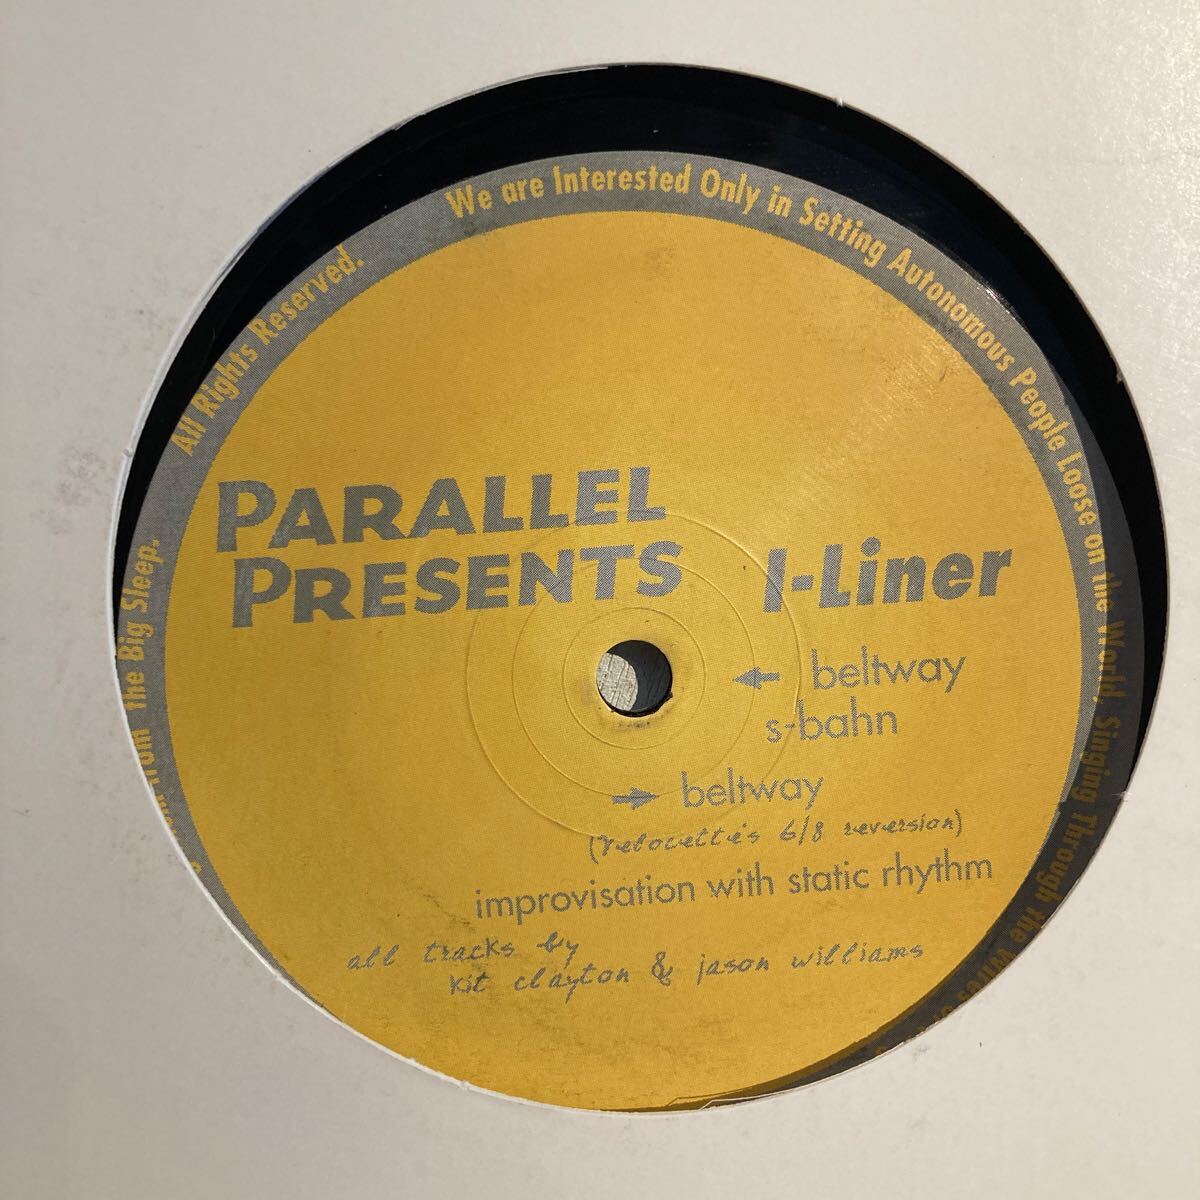 We are Interested Only in Setting Autonomous People Loose on the World, Singing Through the Wires
from the Big Sleep.
All Rights Reserved.
PARALLEL
PRESENTS
I-Liner
← beltway
s-bahn
→ beltway
(velocette's 6/8 reversion)
improvisation with static rhythm
all tracks by
kit clayton & jason williams